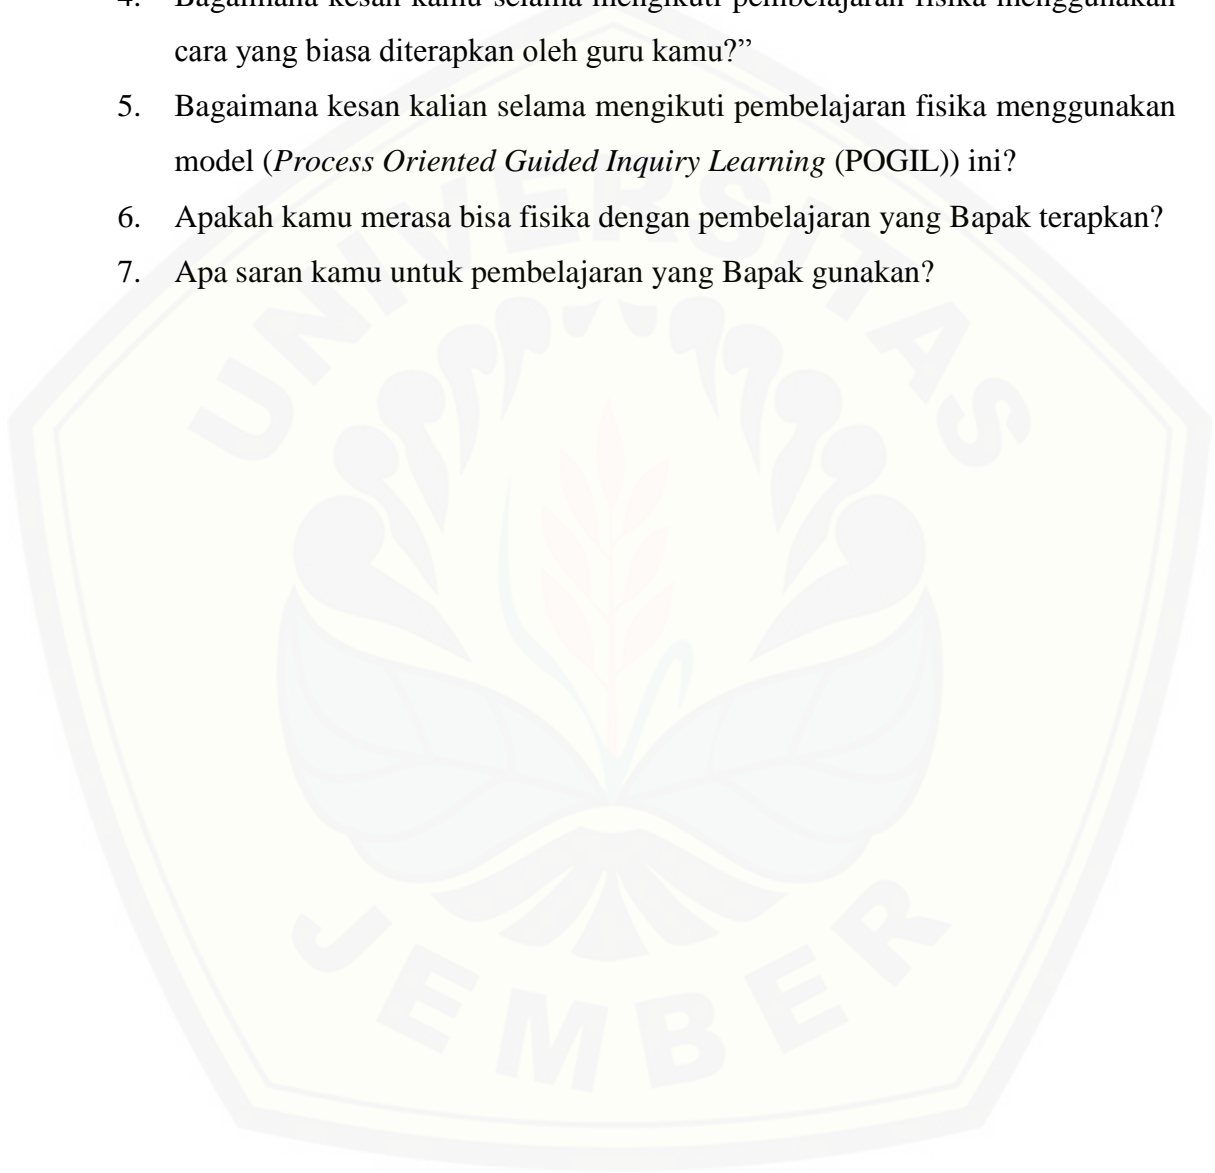 4. Bagaimana kesan kamu selama mengikuti pembelajaran fisika menggunakan
cara yang biasa diterapkan oleh guru kamu?”
5. Bagaimana kesan kalian selama mengikuti pembelajaran fisika menggunakan
model (Process Oriented Guided Inquiry Learning (POGIL)) ini?
6. Apakah kamu merasa bisa fisika dengan pembelajaran yang Bapak terapkan?
7. Apa saran kamu untuk pembelajaran yang Bapak gunakan?
UNIVERSITAS
JEMBER